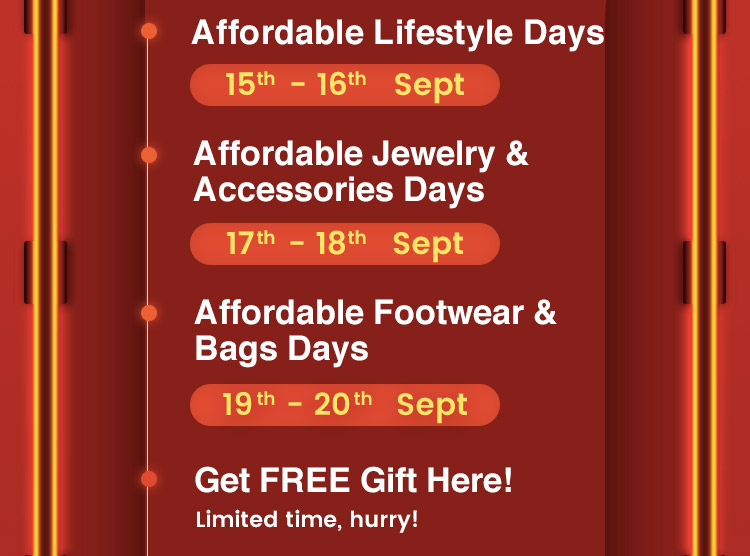 Affordable Lifestyle Days
15th - 16th Sept
Affordable Jewelry &
Accessories Days
17th - 18th Sept
Affordable Footwear &
Bags Days
19th - 20th Sept
Get FREE Gift Here!
Limited time, hurry!